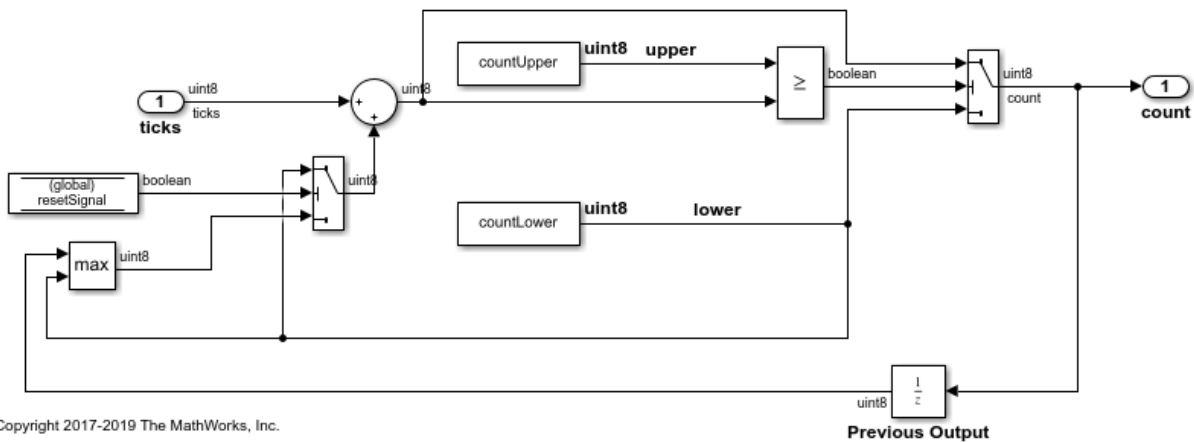 countUpper
uint8 upper
boolean
≥
uint8
count
1
count
1
ticks
uint8
ticks
+
+
uint8
(global)
resetSignal
boolean
uint8
countLower
uint8
lower
max
uint8
1
z
uint8
Previous Output
Copyright 2017-2019 The MathWorks, Inc.